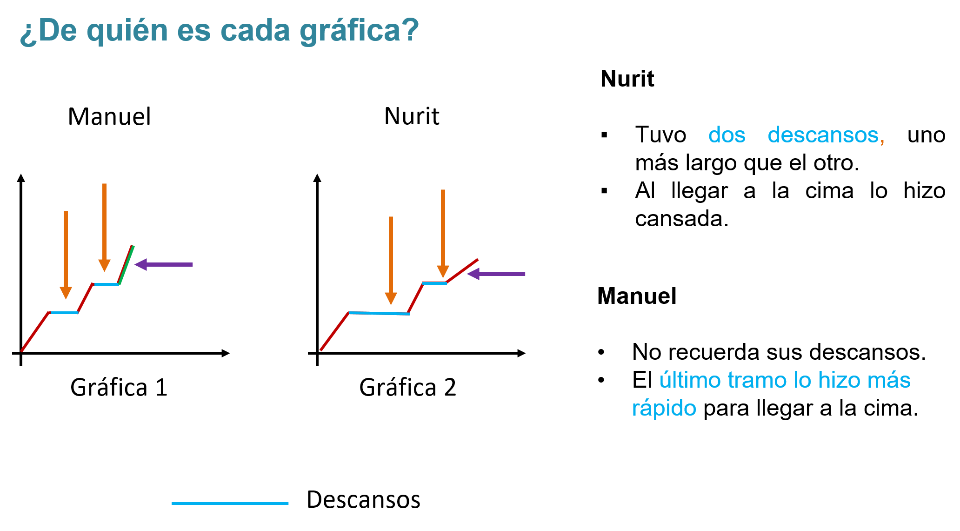 ¿De quién es cada gráfica?
Manuel
Nurit
Gráfica 1
Gráfica 2
Descansos
Nurit
▪ Tuvo dos descansos, uno
más largo que el otro.
▪ Al llegar a la cima lo hizo
cansada.
Manuel
• No recuerda sus descansos.
• El último tramo lo hizo más
rápido para llegar a la cima.